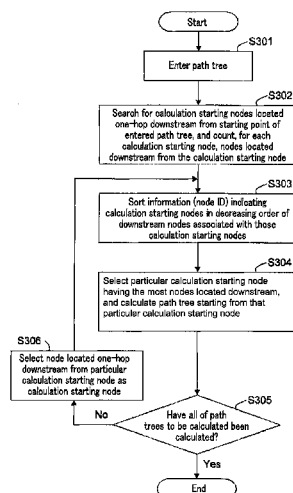 Start
S301
Enter path tree
S302
Search for calculation starting nodes located
one-hop downstream from starting point of
entered path tree, and count, for each
calculation starting node, nodes located
downstream from the calculation starting node
S303
Sort information (node ID) indicating
calculation starting nodes in decreasing order of
downstream nodes associated with those
calculation starting nodes
S304
Select particular calculation starting node
having the most nodes located downstream,
and calculate path tree starting from that
particular calculation starting node
S306
Select node located one-hop
downstream from particular
calculation starting node as
calculation starting node
S305
No
Have all of path
trees to be calculated been
calculated?
Yes
End